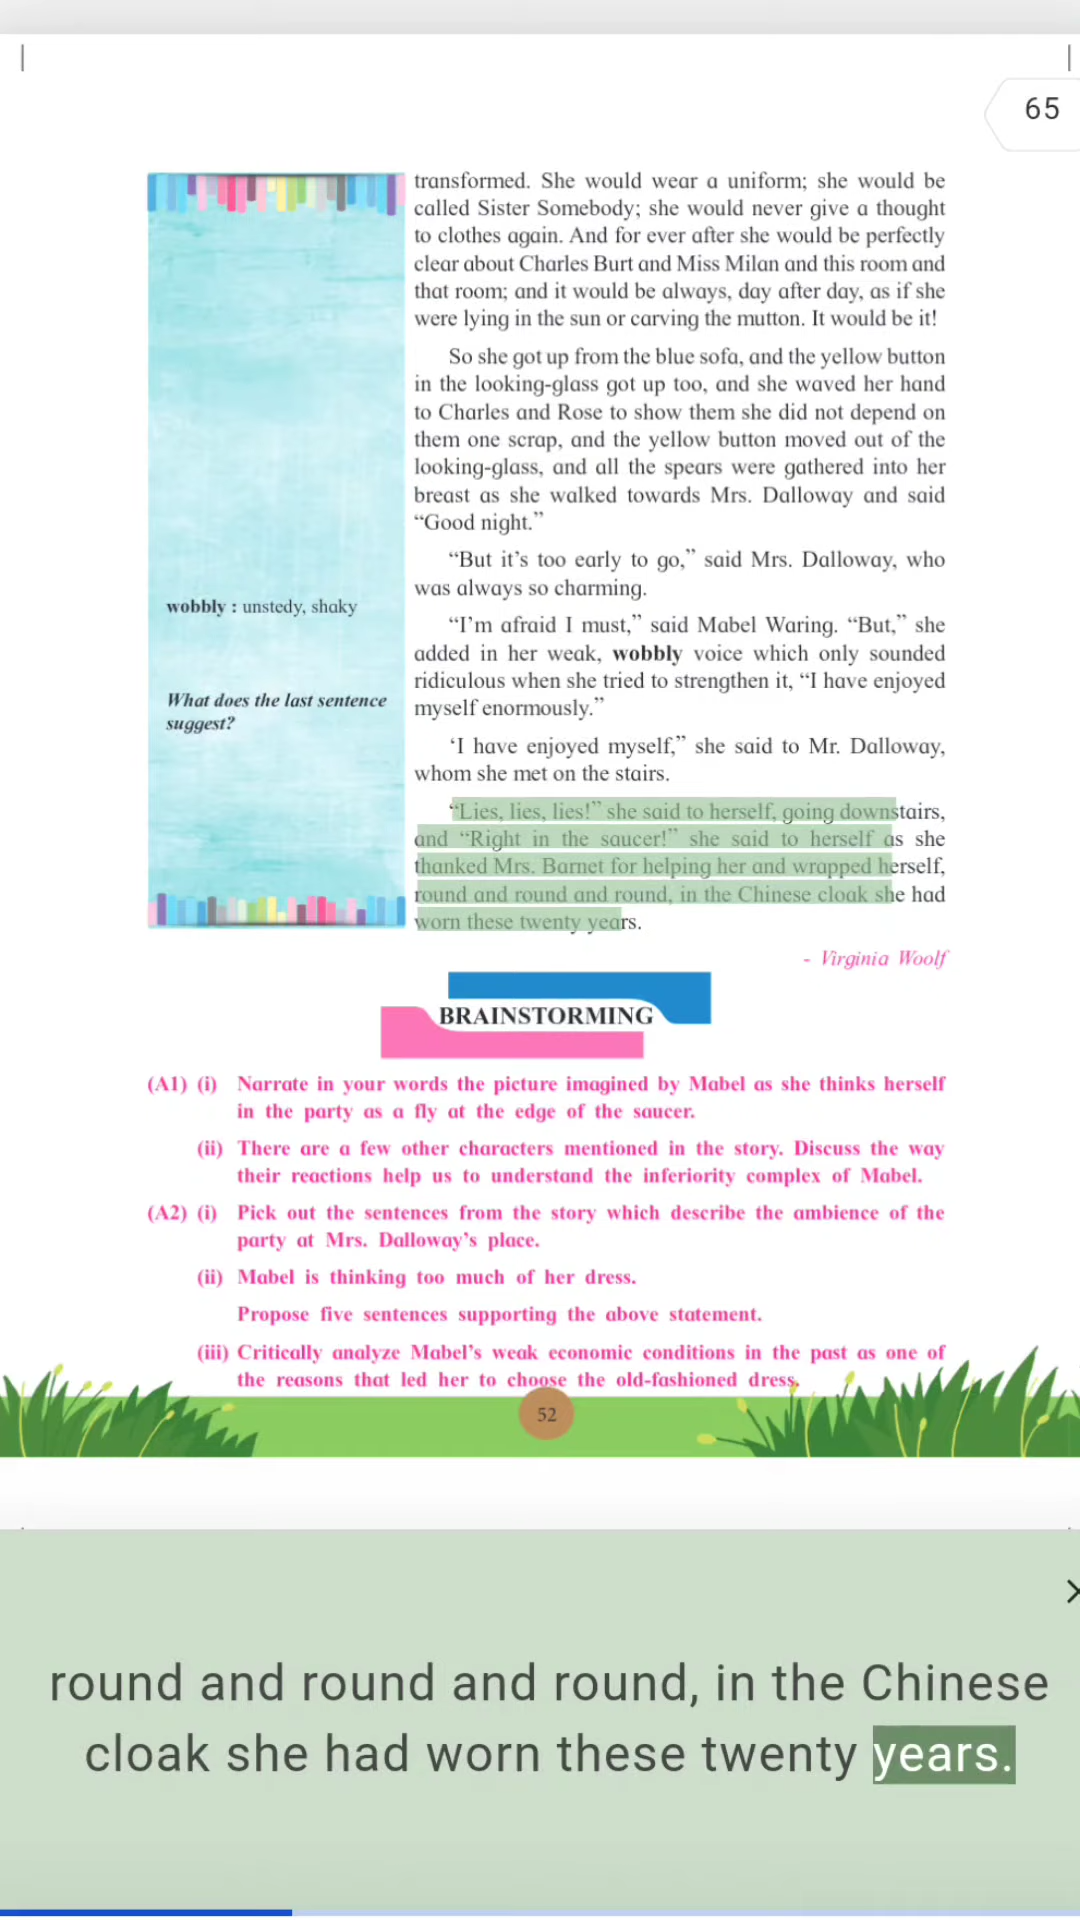 65
transformed. She would wear a uniform; she would be
called Sister Somebody; she would never give a thought
to clothes again. And for ever after she would be perfectly
clear about Charles Burt and Miss Milan and this room and
that room; and it would be always, day after day, as if she
were lying in the sun or carving the mutton. It would be it!
So she got up from the blue sofa, and the yellow button
in the looking-glass got up too, and she waved her hand
to Charles and Rose to show them she did not depend on
them one scrap, and the yellow button moved out of the
looking-glass, and all the spears were gathered into her
breast as she walked towards Mrs. Dalloway and said
“Good night.”
“But it’s too early to go,” said Mrs. Dalloway, who
was always so charming.
wobbly : unstedy, shaky
“I’m afraid I must,” said Mabel Waring. “But,” she
added in her weak, wobbly voice which only sounded
ridiculous when she tried to strengthen it, “I have enjoyed
myself enormously.”
What does the last sentence
suggest?
‘I have enjoyed myself,” she said to Mr. Dalloway,
whom she met on the stairs.
“Lies, lies, lies!” she said to herself, going downstairs,
and “Right in the saucer!” she said to herself as she
thanked Mrs. Barnet for helping her and wrapped herself,
round and round and round, in the Chinese cloak she had
worn these twenty years.
- Virginia Woolf
BRAINSTORMING
(A1) (i) Narrate in your words the picture imagined by Mabel as she thinks herself
in the party as a fly at the edge of the saucer.
(ii) There are a few other characters mentioned in the story. Discuss the way
their reactions help us to understand the inferiority complex of Mabel.
(A2) (i) Pick out the sentences from the story which describe the ambience of the
party at Mrs. Dalloway’s place.
(ii) Mabel is thinking too much of her dress.
Propose five sentences supporting the above statement.
(iii) Critically analyze Mabel’s weak economic conditions in the past as one of
the reasons that led her to choose the old-fashioned dress.
52
round and round and round, in the Chinese
cloak she had worn these twenty years.